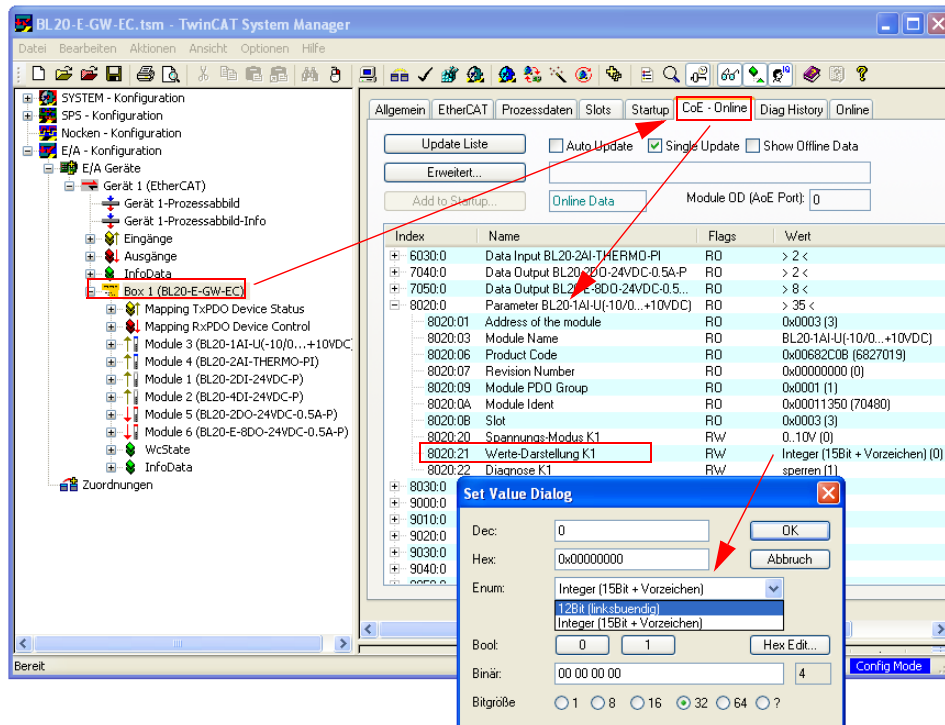 BL20-E-GW-EC.tsm - TwinCAT System Manager
Datei Bearbeiten Aktionen Ansicht Optionen Hilfe
SYSTEM - Konfiguration
SPS - Konfiguration
Nocken - Konfiguration
E/A - Konfiguration
E/A Geräte
Gerät 1 (EtherCAT)
Gerät 1-Prozessabbild
Gerät 1-Prozessabbild-Info
Eingänge
Ausgänge
InfoData
Box 1 (BL20-E-GW-EC)
Mapping TxPDO Device Status
Mapping RxPDO Device Control
Module 3 (BL20-1AI-U(-10/0...+10VDC
Module 4 (BL20-2AI-THERMO-PI)
Module 1 (BL20-2DI-24VDC-P)
Module 2 (BL20-4DI-24VDC-P)
Module 5 (BL20-2DO-24VDC-0.5A-P)
Module 6 (BL20-E-8DO-24VDC-0.5A-P)
WcState
InfoData
Zuordnungen
Allgemein EtherCAT Prozessdaten Slots Startup CoE - Online Diag History Online
Update Liste Auto Update Single Update Show Offline Data
Erweitert...
Add to Startup... Online Data Module OD (AoE Port): 0
Index Name Flags Wert
6030:0 Data Input BL20-2AI-THERMO-PI RO > 2 <
7040:0 Data Output BL20-2DO-24VDC-0.5A-P RO > 2 <
7050:0 Data Output BL20-E-8DO-24VDC-0.5... RO > 8 <
8020:0 Parameter BL20-1AI-U(-10/0...+10VDC) RO > 35 <
8020:01 Address of the module RO 0x0003 (3)
8020:03 Module Name RO BL20-1AI-U(-10/0...+10VDC)
8020:06 Product Code RO 0x00682C0B (6827019)
8020:07 Revision Number RO 0x00000000 (0)
8020:09 Module PDO Group RO 0x0001 (1)
8020:0A Module Ident RO 0x00011350 (70480)
8020:0B Slot RO 0x0003 (3)
8020:20 Spannungs-Modus K1 RW 0..10V (0)
8020:21 Werte-Darstellung K1 RW Integer (15Bit + Vorzeichen) (0)
8020:22 Diagnose K1 RW sperren (1)
8030:0
9000:0
9010:0
9020:0
9030:0
9040:0
Set Value Dialog
Dec: 0 OK
Hex: 0x00000000 Abbruch
Enum: Integer (15Bit + Vorzeichen)
12Bit (linksbuendig)
Integer (15Bit + Vorzeichen)
Bool: 0 1 Hex Edit...
Binär: 00 00 00 00 4
Bitgröße 1 8 16 32 64 ?
Bereit
Config Mode